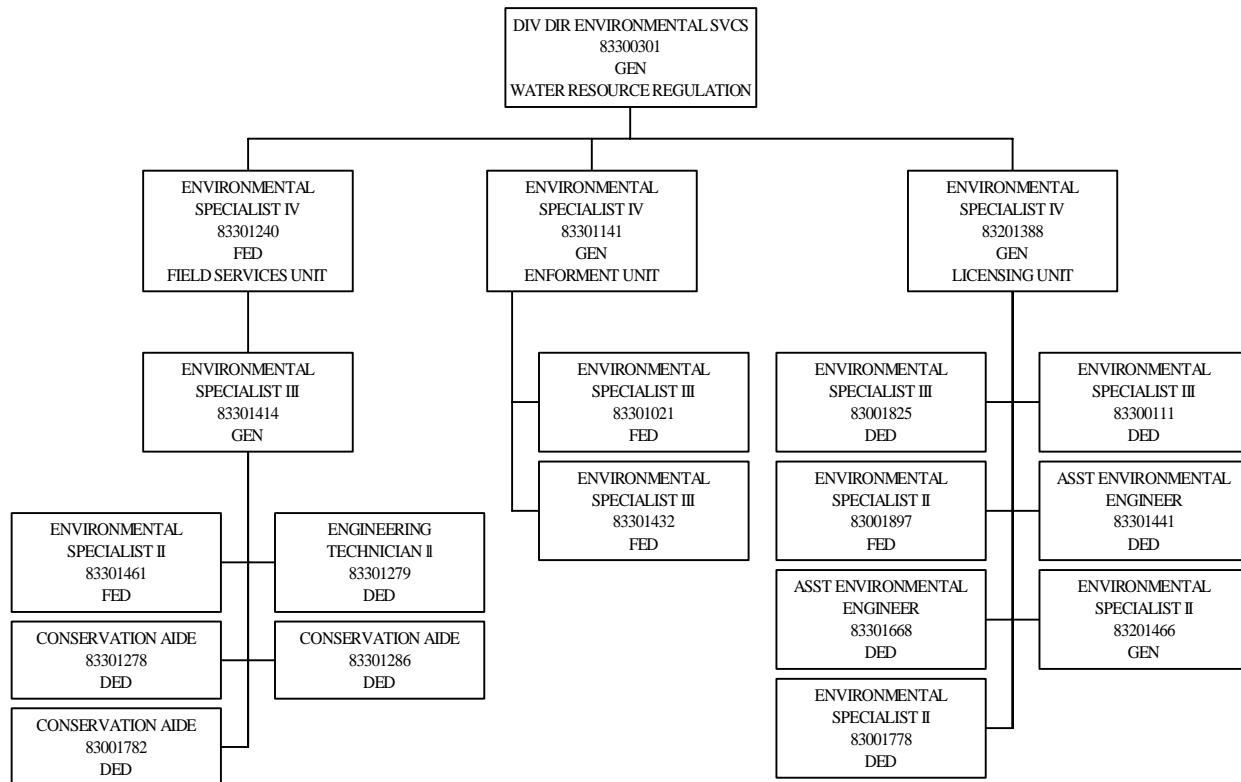 DIV DIR ENVIRONMENTAL SVCS
83300301
GEN
WATER RESOURCE REGULATION
ENVIRONMENTAL
SPECIALIST IV
83301240
FED
FIELD SERVICES UNIT
ENVIRONMENTAL
SPECIALIST IV
83301141
GEN
ENFORMENT UNIT
ENVIRONMENTAL
SPECIALIST IV
83201388
GEN
LICENSING UNIT
ENVIRONMENTAL
SPECIALIST III
83301414
GEN
ENVIRONMENTAL
SPECIALIST III
83301021
FED
ENVIRONMENTAL
SPECIALIST III
83001825
DED
ENVIRONMENTAL
SPECIALIST III
83300111
DED
ENVIRONMENTAL
SPECIALIST III
83301432
FED
ENVIRONMENTAL
SPECIALIST II
83001897
FED
ASST ENVIRONMENTAL
ENGINEER
83301441
DED
ENVIRONMENTAL
SPECIALIST II
83301461
FED
ENGINEERING
TECHNICIAN II
83301279
DED
ASST ENVIRONMENTAL
ENGINEER
83301668
DED
ENVIRONMENTAL
SPECIALIST II
83201466
GEN
CONSERVATION AIDE
83301278
DED
CONSERVATION AIDE
83301286
DED
ENVIRONMENTAL
SPECIALIST II
83001778
DED
CONSERVATION AIDE
83001782
DED